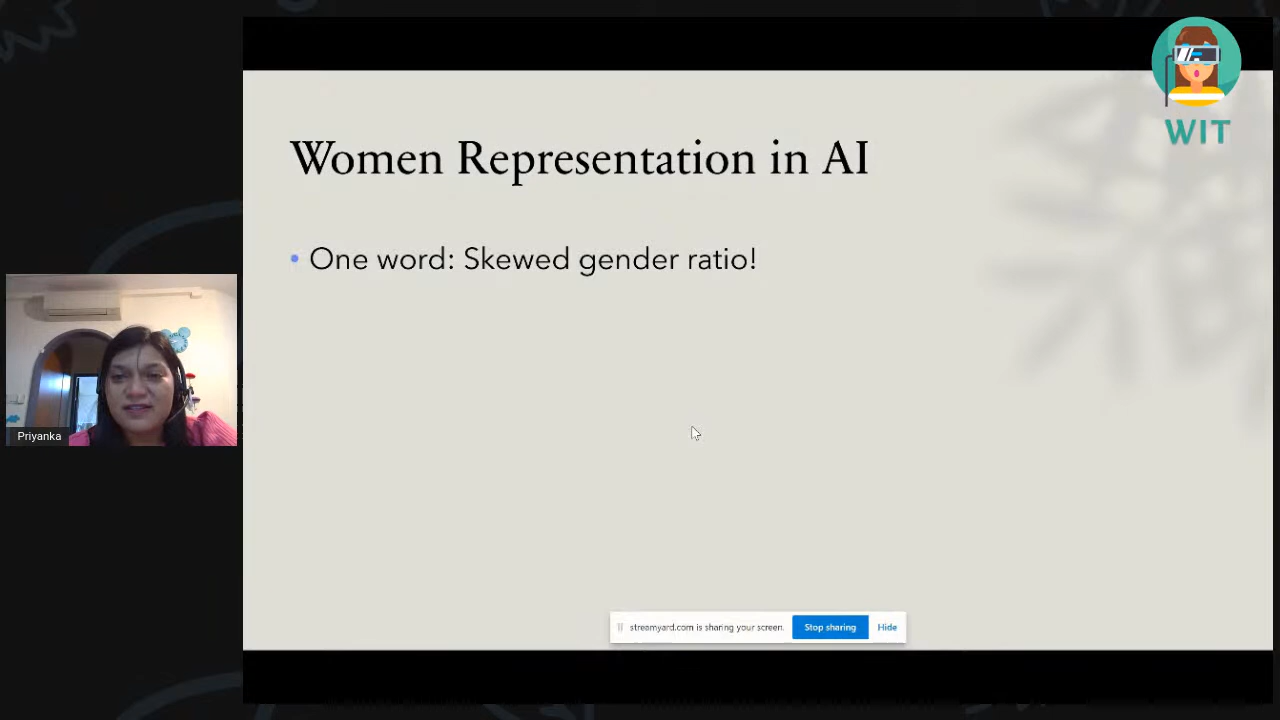 WIT
Women Representation in AI
• One word: Skewed gender ratio!
Priyanka
streamyard.com is sharing your screen.
Stop sharing
Hide